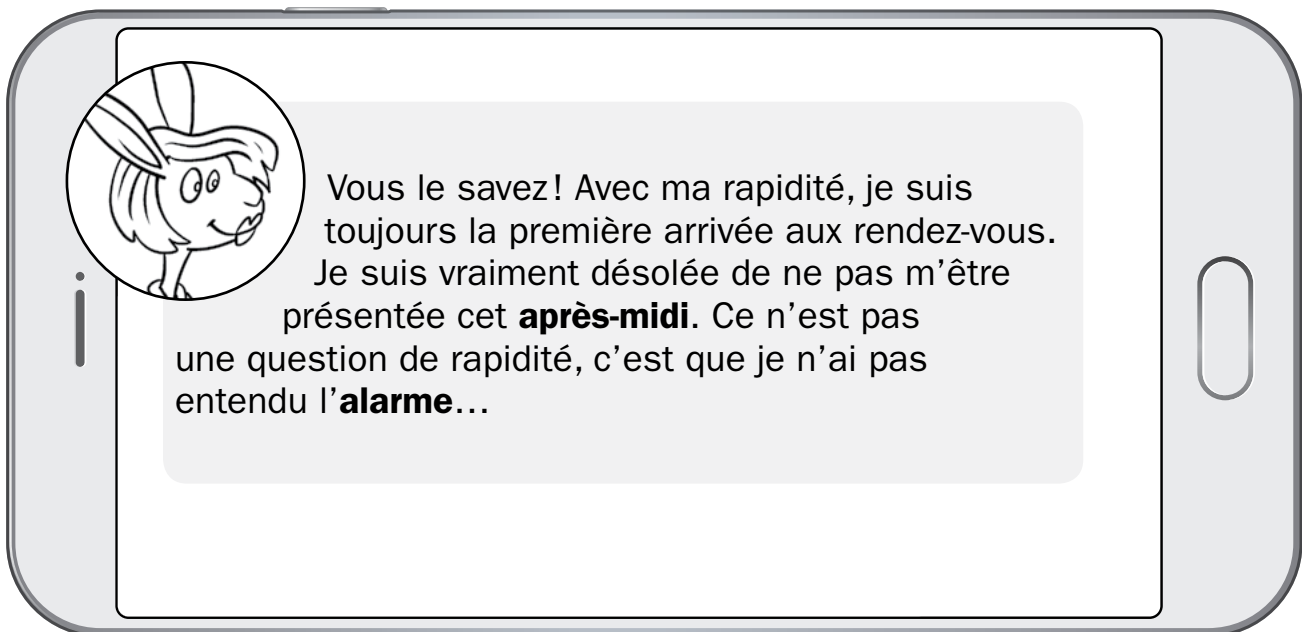 Vous le savez! Avec ma rapidité, je suis
toujours la première arrivée aux rendez-vous.
Je suis vraiment désolée de ne pas m’être
présentée cet après-midi. Ce n’est pas
une question de rapidité, c’est que je n’ai pas
entendu l’alarme…